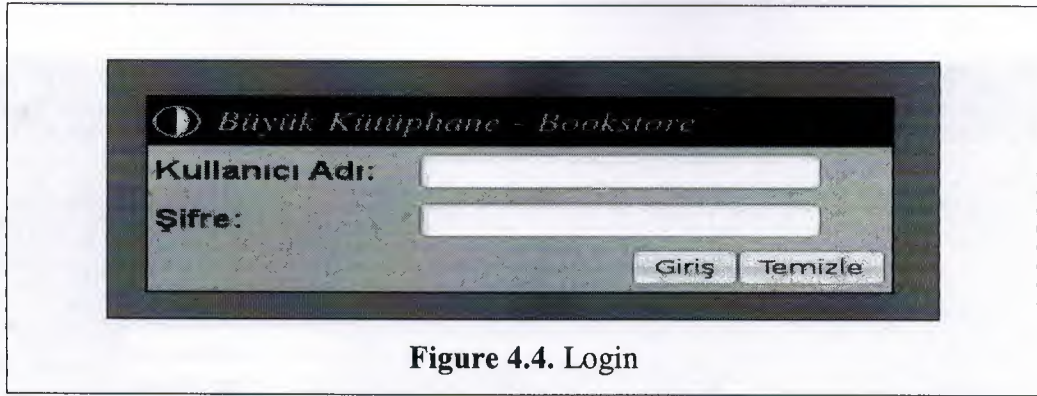 Büyük Kütüphane - Bookstore
Kullanıcı Adı:
Şifre:
Giriş Temizle
Figure 4.4. Login